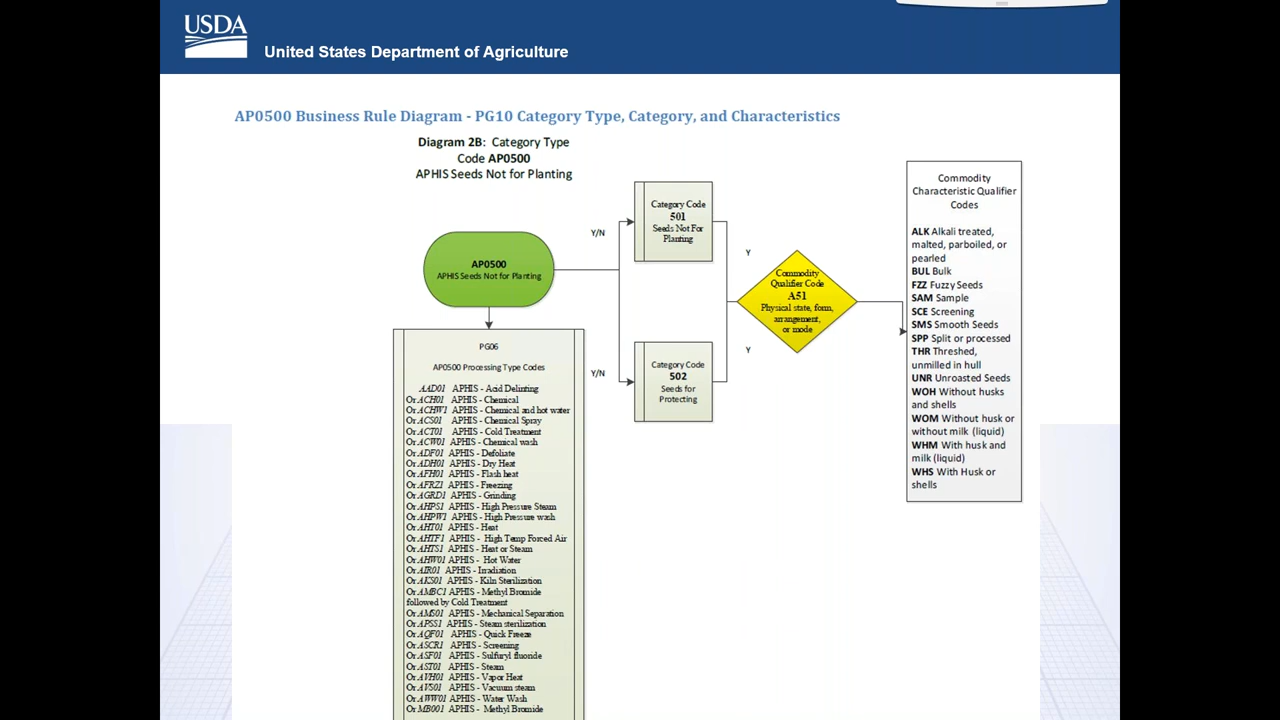 USDA
United States Department of Agriculture
AP0500 Business Rule Diagram - PG10 Category Type, Category, and Characteristics
Diagram 2B: Category Type
Code AP0500
APHIS Seeds Not for Planting
AP0500
APHIS Seeds Not for Planting
Y/N
Y/N
Category Code
501
Seeds Not For
Planting
Category Code
502
Seeds for
Protecting
Y
Y
Commodity
Qualifier Code
A51
Physical state, form,
arrangement,
or mode
Commodity
Characteristic Qualifier
Codes
ALK Alkali treated,
malted, parboiled, or
pearled
BUL Bulk
FZZ Fuzzy Seeds
SAM Sample
SCE Screening
SMS Smooth Seeds
SPP Split or processed
THR Threshed,
unmilled in hull
UNR Unroasted Seeds
WOH Without husks
and shells
WOM Without husk or
without milk (liquid)
WHM With husk and
milk (liquid)
WHS With Husk or
shells
PG06
AP0500 Processing Type Codes
AAD01 APHIS - Acid Delinting
Or ACH01 APHIS - Chemical
Or ACHW1 APHIS - Chemical and hot water
Or ACS01 APHIS - Chemical Spray
Or ACT01 APHIS - Cold Treatment
Or ACW01 APHIS - Chemical wash
Or ADF01 APHIS - Defoliate
Or ADH01 APHIS - Dry Heat
Or AFH01 APHIS - Flash heat
Or AFRZ1 APHIS - Freezing
Or AGRD1 APHIS - Grinding
Or AHPS1 APHIS - High Pressure Steam
Or AHPW1 APHIS - High Pressure wash
Or AHT01 APHIS - Heat
Or AHTF1 APHIS - High Temp Forced Air
Or AHTS1 APHIS - Heat or Steam
Or AHW01 APHIS - Hot Water
Or AIR01 APHIS - Irradiation
Or AKS01 APHIS - Kiln Sterilization
Or AMBC1 APHIS - Methyl Bromide
followed by Cold Treatment
Or AMS01 APHIS - Mechanical Separation
Or APSS1 APHIS - Steam sterilization
Or AQF01 APHIS - Quick Freeze
Or ASCR1 APHIS - Screening
Or ASF01 APHIS - Sulfuryl fluoride
Or AST01 APHIS - Steam
Or AVH01 APHIS - Vapor Heat
Or AVS01 APHIS - Vacuum steam
Or AWW01 APHIS - Water Wash
Or MB001 APHIS - Methyl Bromide